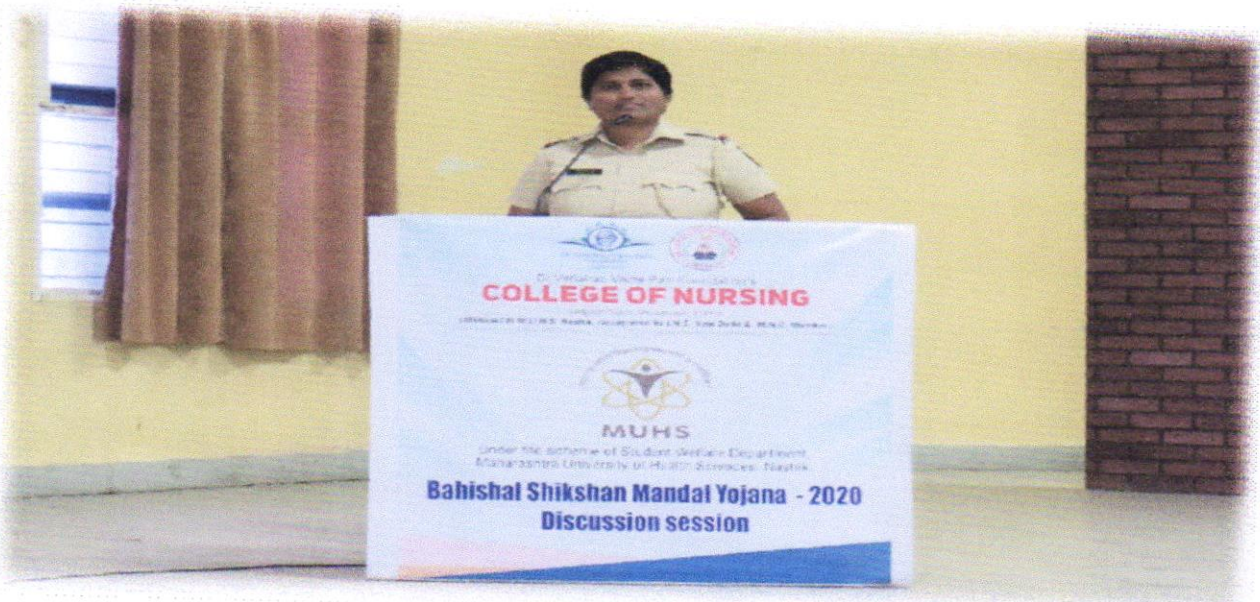 COLLEGE OF NURSING
MUHS
Under the scheme of Student Welfare Department,
Maharashtra University of Health Sciences, Nashik.
Bahishal Shikshan Mandal Yojana - 2020
Discussion session